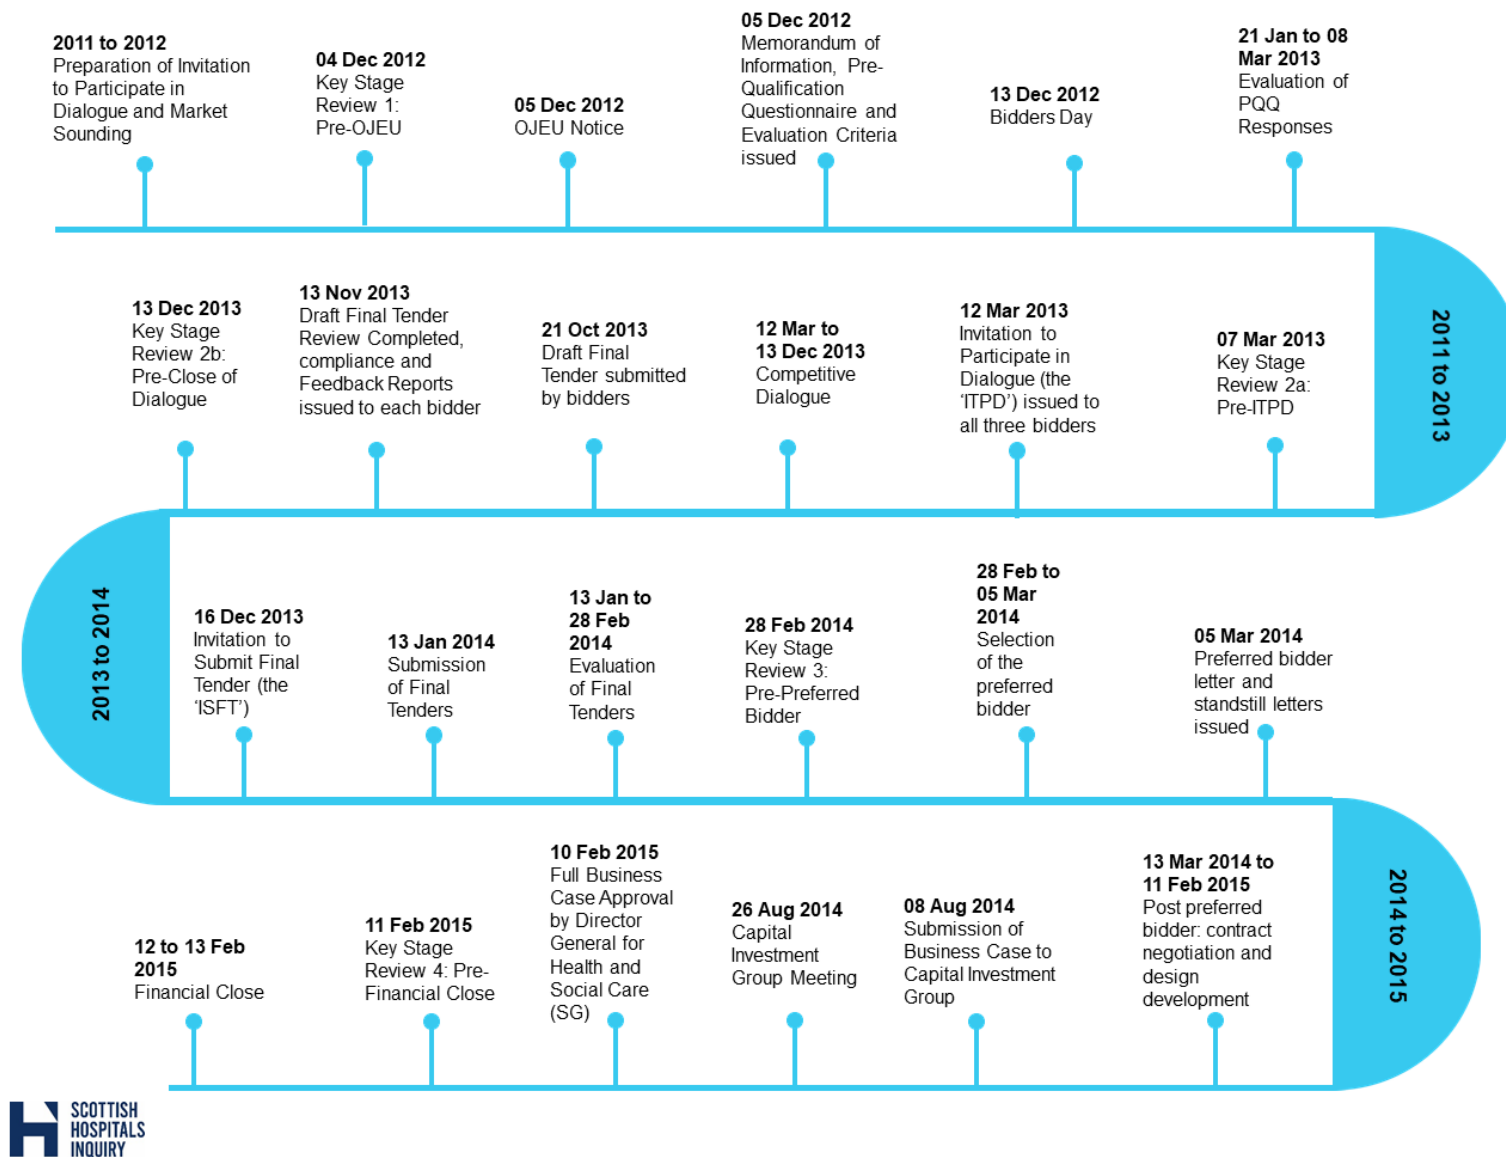 2011 to 2012
Preparation of Invitation
to Participate in
Dialogue and Market
Sounding
04 Dec 2012
Key Stage
Review 1:
Pre-OJEU
05 Dec 2012
OJEU Notice
05 Dec 2012
Memorandum of
Information, Pre-
Qualification
Questionnaire and
Evaluation Criteria
issued
13 Dec 2012
Bidders Day
21 Jan to 08
Mar 2013
Evaluation of
PQQ
Responses
2011 to 2013
07 Mar 2013
Key Stage
Review 2a:
Pre-ITPD
12 Mar 2013
Invitation to
Participate in
Dialogue (the
‘ITPD’) issued to
all three bidders
12 Mar to
13 Dec 2013
Competitive
Dialogue
21 Oct 2013
Draft Final
Tender submitted
by bidders
13 Nov 2013
Draft Final Tender
Review Completed,
compliance and
Feedback Reports
issued to each bidder
13 Dec 2013
Key Stage
Review 2b:
Pre-Close of
Dialogue
2013 to 2014
16 Dec 2013
Invitation to
Submit Final
Tender (the
‘ISFT’)
13 Jan 2014
Submission
of Final
Tenders
13 Jan to
28 Feb
2014
Evaluation
of Final
Tenders
28 Feb 2014
Key Stage
Review 3:
Pre-Preferred
Bidder
28 Feb to
05 Mar
2014
Selection
of the
preferred
bidder
05 Mar 2014
Preferred bidder
letter and
standstill letters
issued
2014 to 2015
13 Mar 2014 to
11 Feb 2015
Post preferred
bidder: contract
negotiation and
design
development
08 Aug 2014
Submission of
Business Case to
Capital Investment
Group
26 Aug 2014
Capital
Investment
Group Meeting
10 Feb 2015
Full Business
Case Approval
by Director
General for
Health and
Social Care
(SG)
11 Feb 2015
Key Stage
Review 4: Pre-
Financial Close
12 to 13 Feb
2015
Financial Close
SCOTTISH
HOSPITALS
INQUIRY